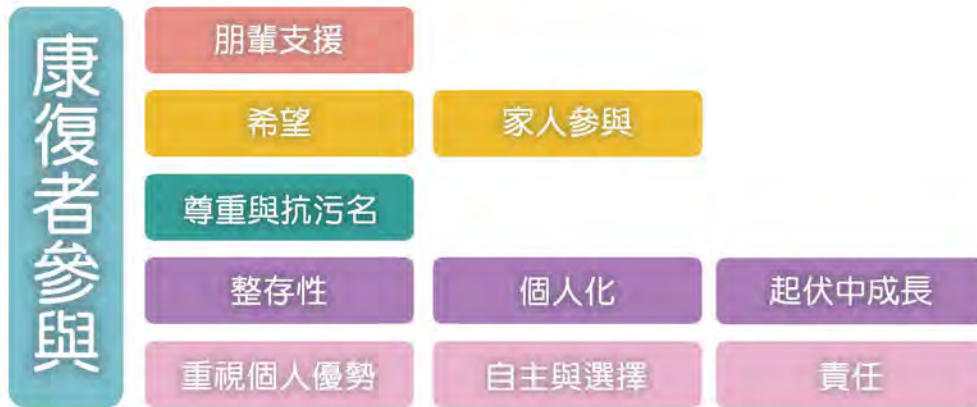 康復者參與
朋輩支援
希望
家人參與
尊重與抗污名
整存性
個人化
起伏中成長
重視個人優勢
自主與選擇
責任